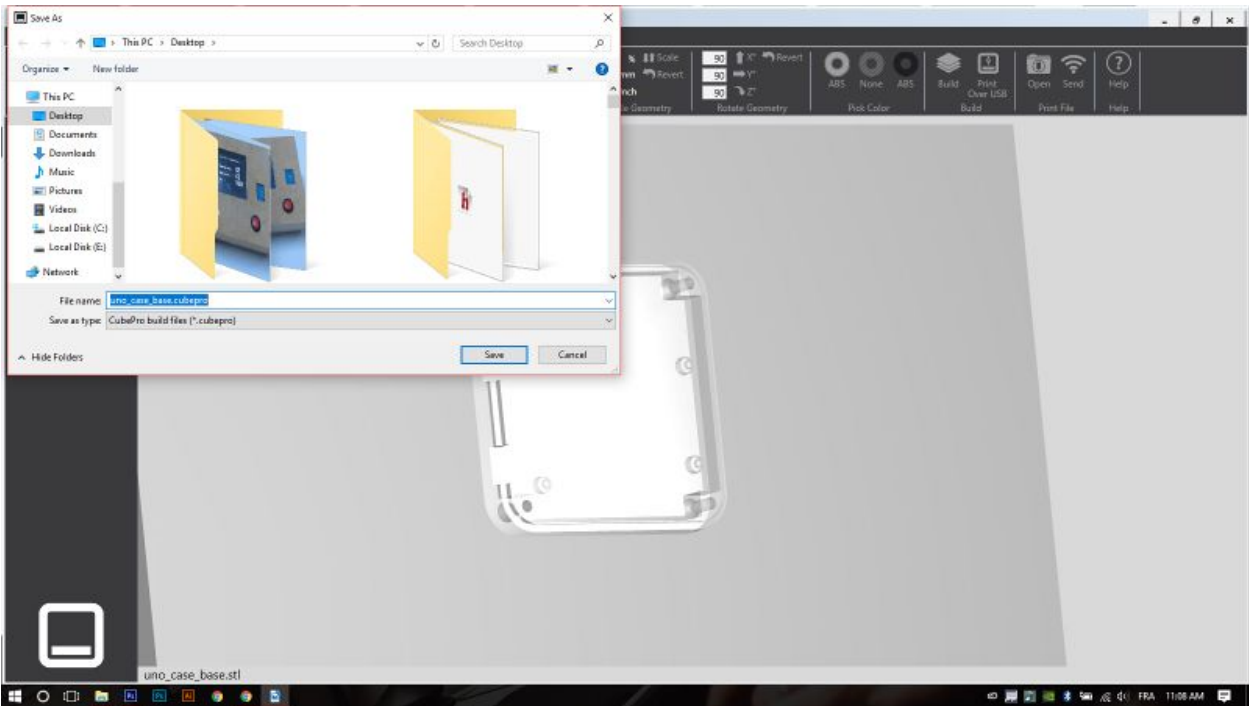 Save As
This PC > Desktop >
Search Desktop
Organize
New folder
This PC
Desktop
Documents
Downloads
Music
Pictures
Videos
Local Disk (C:)
Local Disk (E:)
Network
File name: uno_case_base.cubepro
Save as type: CubePro build files (*.cubepro)
Hide Folders
Save
Cancel
% Scale
Revert
90 X° Revert
90 Y°
90 Z°
Rotate Geometry
ABS None ABS
Pick Color
Build
Print Over USB
Build
Open Send
Print File
Help
Help
uno_case_base.stl
FRA 11:08 AM